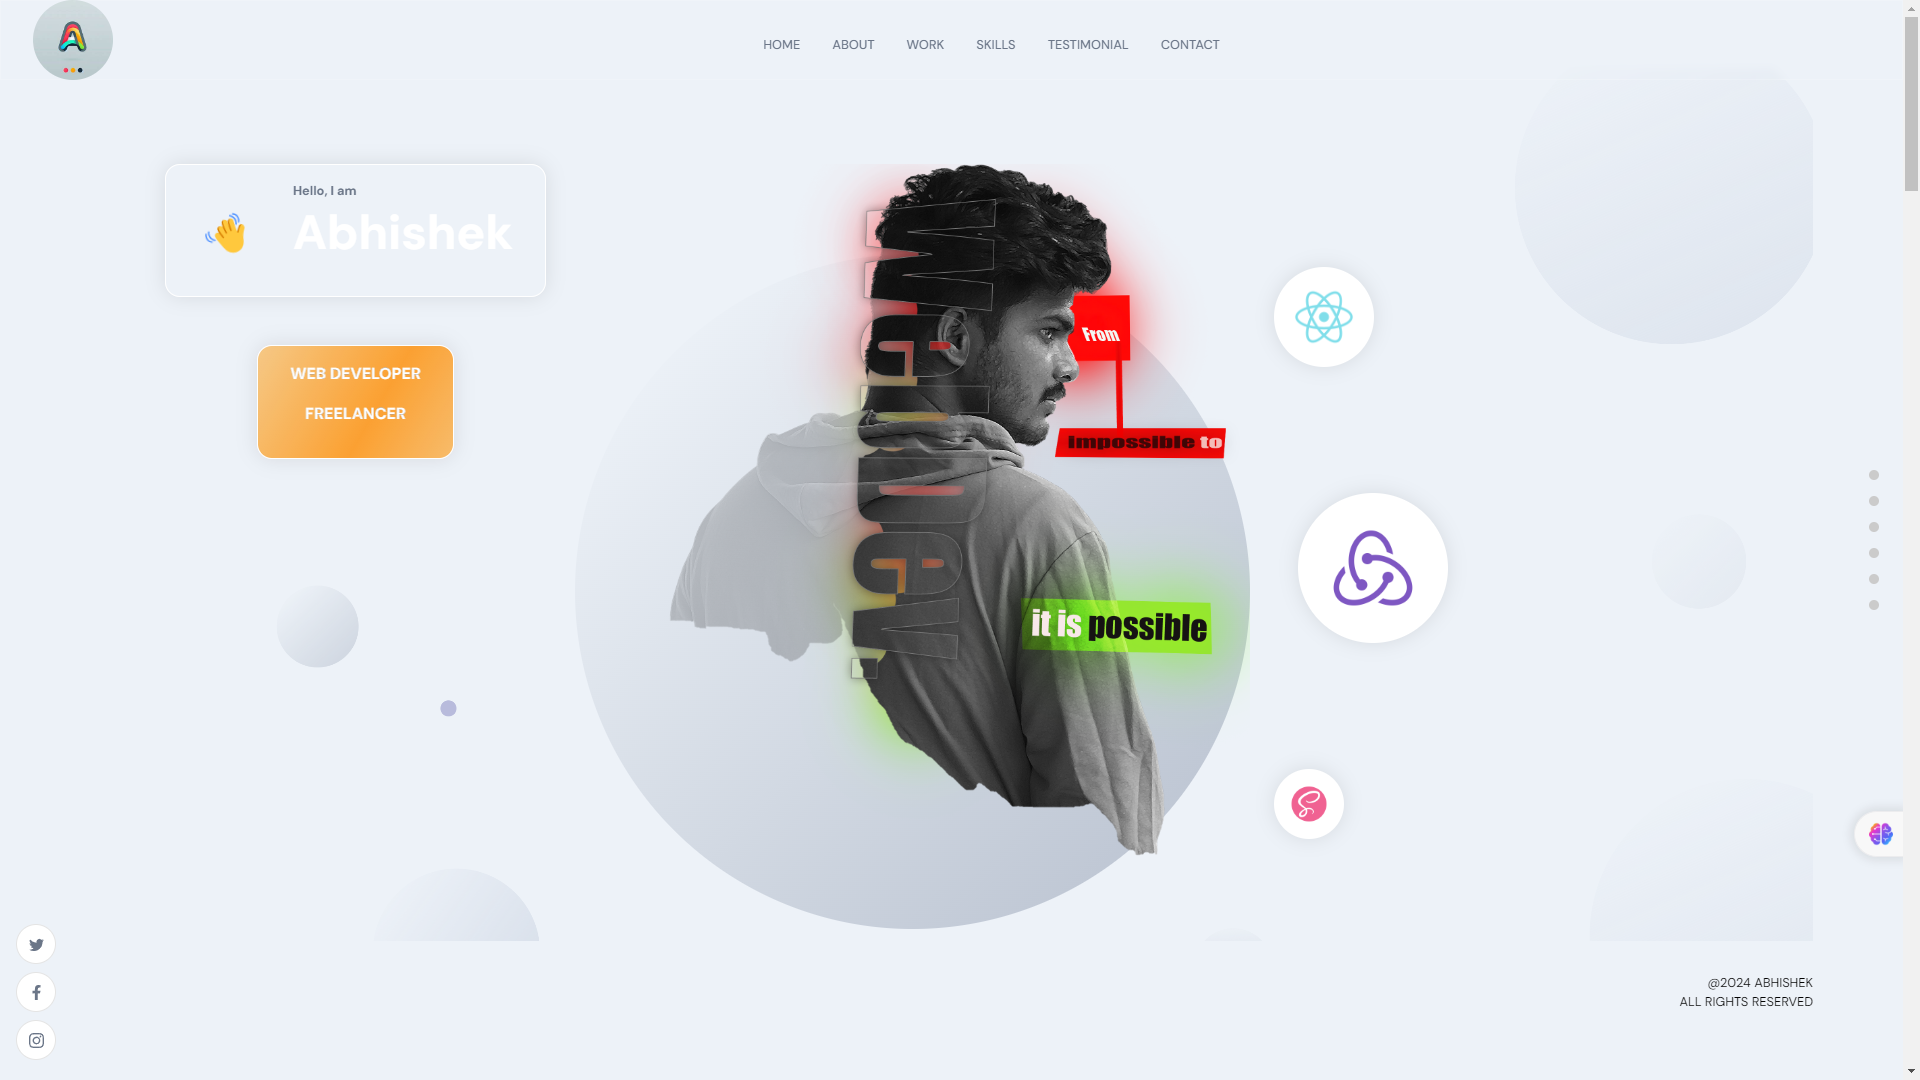 HOME ABOUT WORK SKILLS TESTIMONIAL CONTACT
Hello, I am
Abhishek
WEB DEVELOPER
FREELANCER
From
impossible to
it is possible
@2024 ABHISHEK
ALL RIGHTS RESERVED